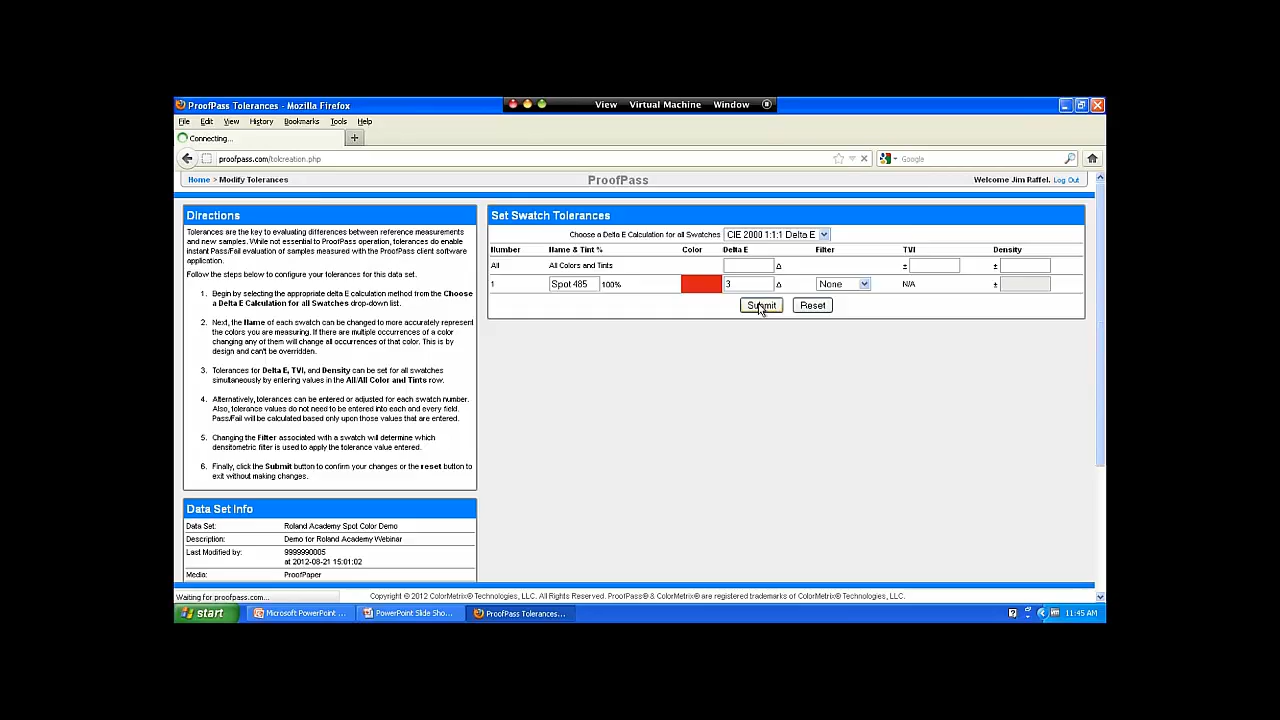 ProofPass Tolerances - Mozilla Firefox
View Virtual Machine Window
File Edit View History Bookmarks Tools Help
Connecting...
proofpass.com/tolcreation.php
Google
Home > Modify Tolerances
ProofPass
Welcome Jim Raffel. Log Out
Directions
Tolerances are the key to evaluating differences between reference measurements
and new samples. While not essential to ProofPass operation, tolerances do enable
instant Pass/Fail evaluation of samples measured with the ProofPass client software
application.
Follow the steps below to configure your tolerances for this data set.
1. Begin by selecting the appropriate delta E calculation method from the Choose
a Delta E Calculation for all Swatches drop-down list.
2. Next, the Name of each swatch can be changed to more accurately represent
the colors you are measuring. If there are multiple occurrences of a color
changing any of them will change all occurrences of that color. This is by
design and can't be overridden.
3. Tolerances for Delta E, TVI, and Density can be set for all swatches
simultaneously by entering values in the All/All Color and Tints row.
4. Alternatively, tolerances can be entered or adjusted for each swatch number.
Also, tolerance values do not need to be entered into each and every field.
Pass/Fail will be calculated based only upon those values that are entered.
5. Changing the Filter associated with a swatch will determine which
densitometric filter is used to apply the tolerance value entered.
6. Finally, click the Submit button to confirm your changes or the reset button to
exit without making changes.
Data Set Info
Data Set: Roland Academy Spot Color Demo
Description: Demo for Roland Academy Webinar
Last Modified by: 9999990005
at 2012-08-21 15:01:02
Media: ProofPaper
Set Swatch Tolerances
Choose a Delta E Calculation for all Swatches CIE 2000 1:1:1 Delta E
Number Name & Tint % Color Delta E Filter TVI Density
All All Colors and Tints Δ ± ±
1 Spot 485 100% 3 Δ None N/A ±
Submit Reset
Waiting for proofpass.com...
Copyright © 2012 ColorMetrix® Technologies, LLC. All Rights Reserved. ProofPass® & ColorMetrix® are registered trademarks of ColorMetrix® Technologies, LLC.
start Microsoft PowerPoint ... PowerPoint Slide Sho... ProofPass Tolerances... 11:45 AM